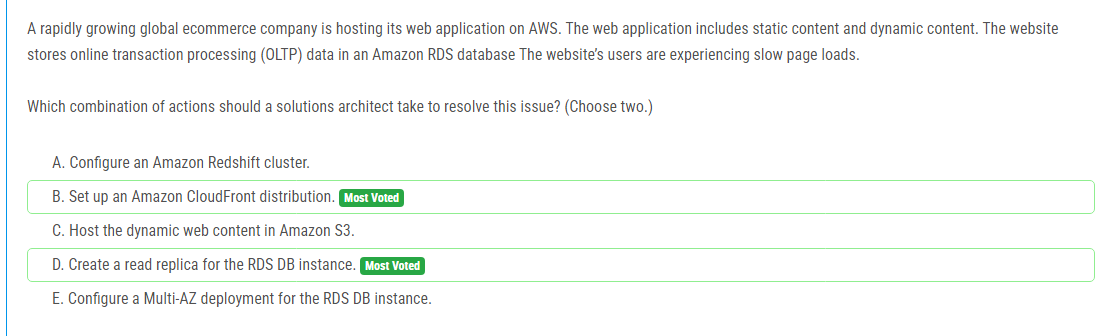 A rapidly growing global ecommerce company is hosting its web application on AWS. The web application includes static content and dynamic content. The website
stores online transaction processing (OLTP) data in an Amazon RDS database The website's users are experiencing slow page loads.
Which combination of actions should a solutions architect take to resolve this issue? (Choose two.)
A. Configure an Amazon Redshift cluster.
B. Set up an Amazon CloudFront distribution. Most Voted
C. Host the dynamic web content in Amazon S3.
D. Create a read replica for the RDS DB instance. Most Voted
E. Configure a Multi-AZ deployment for the RDS DB instance.